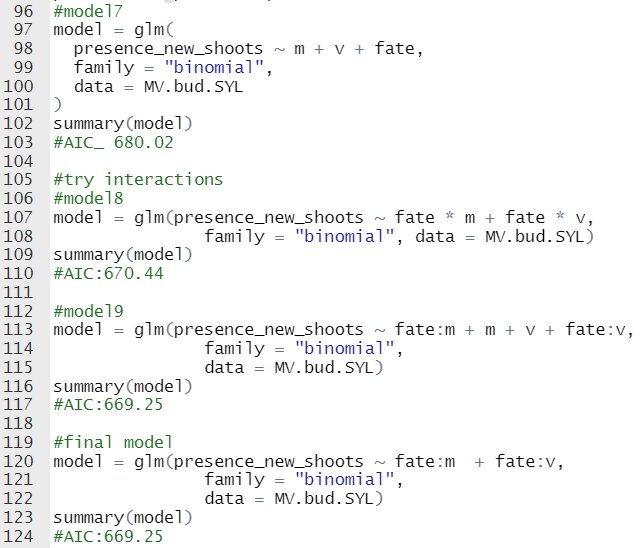 96 #model7
97 model = glm(
98 presence_new_shoots ~ m + v + fate,
99 family = "binomial",
100 data = MV.bud.SYL
101 )
102 summary(model)
103 #AIC_ 680.02
104
105 #try interactions
106 #model8
107 model = glm(presence_new_shoots ~ fate * m + fate * v,
108 family = "binomial", data = MV.bud.SYL)
109 summary(model)
110 #AIC:670.44
111
112 #model9
113 model = glm(presence_new_shoots ~ fate:m + m + v + fate:v,
114 family = "binomial",
115 data = MV.bud.SYL)
116 summary(model)
117 #AIC:669.25
118
119 #final model
120 model = glm(presence_new_shoots ~ fate:m  + fate:v,
121 family = "binomial",
122 data = MV.bud.SYL)
123 summary(model)
124 #AIC:669.25